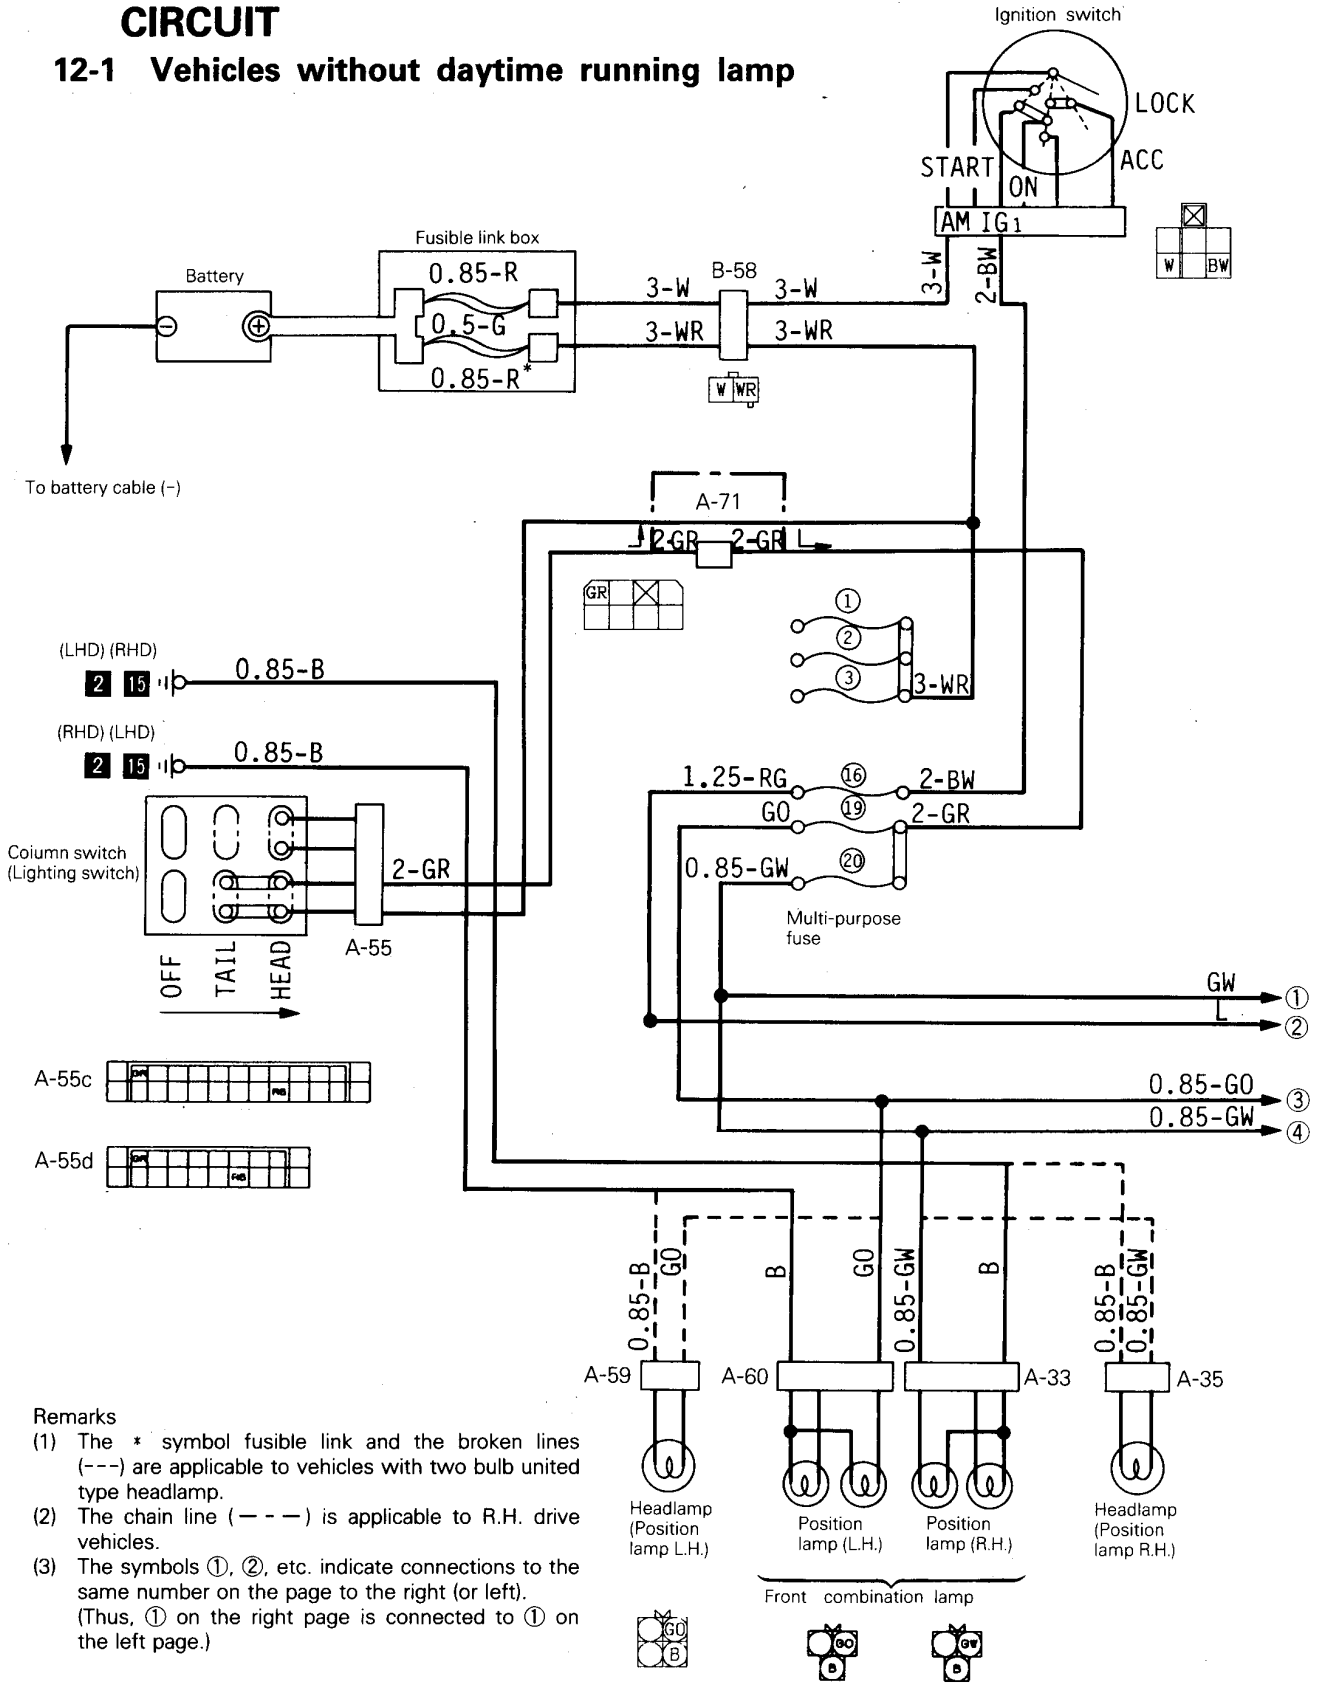 CIRCUIT
12-1 Vehicles without daytime running lamp
Ignition switch
LOCK
ACC
START
ON
AM IG1
W
BW
3-W
2-BW
Fusible link box
Battery
0.85-R
0.5-G
0.85-R*
3-W
B-58
3-W
3-WR
3-WR
W WR
To battery cable (-)
A-71
2-GR
2-GR
GR
①
②
③
3-WR
(LHD) (RHD)
2 15
0.85-B
(RHD) (LHD)
2 15
0.85-B
1.25-RG
⑯
2-BW
GO
⑲
2-GR
0.85-GW
⑳
Multi-purpose
fuse
Column switch
(Lighting switch)
2-GR
A-55
OFF
TAIL
HEAD
GW
①
L
②
A-55c
GR
RG
0.85-GO
③
0.85-GW
④
A-55d
GR
RG
0.85-B
GO
B
GO
0.85-GW
B
0.85-B
0.85-GW
A-59
A-60
A-33
A-35
Remarks
(1) The * symbol fusible link and the broken lines
(---) are applicable to vehicles with two bulb united
type headlamp.
(2) The chain line (— - —) is applicable to R.H. drive
vehicles.
(3) The symbols ①, ②, etc. indicate connections to the
same number on the page to the right (or left).
(Thus, ① on the right page is connected to ① on
the left page.)
Headlamp
(Position
lamp L.H.)
Position
lamp (L.H.)
Position
lamp (R.H.)
Headlamp
(Position
lamp R.H.)
Front combination lamp
GO
B
GO
B
GW
B